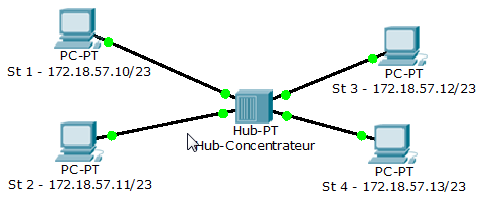 PC-PT
St 1 - 172.18.57.10/23
PC-PT
St 3 - 172.18.57.12/23
Hub-PT
Hub-Concentrateur
PC-PT
St 2 - 172.18.57.11/23
PC-PT
St 4 - 172.18.57.13/23